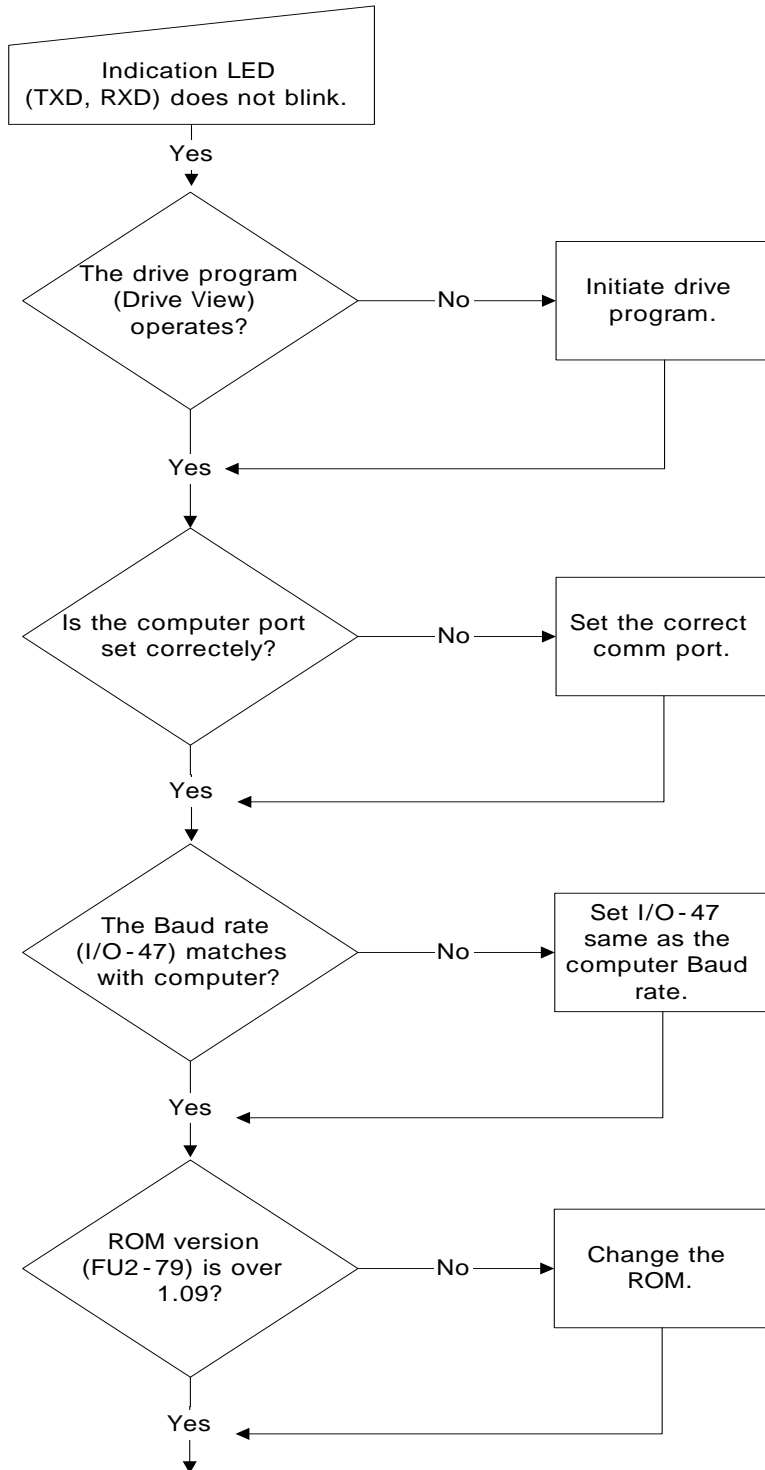 Indication LED
(TXD, RXD) does not blink.
Yes
The drive program
(Drive View)
operates?
No
Initiate drive
program.
Yes
Is the computer port
set correctely?
No
Set the correct
comm port.
Yes
The Baud rate
(I/O-47) matches
with computer?
No
Set I/O-47
same as the
computer Baud
rate.
Yes
ROM version
(FU2-79) is over
1.09?
No
Change the
ROM.
Yes